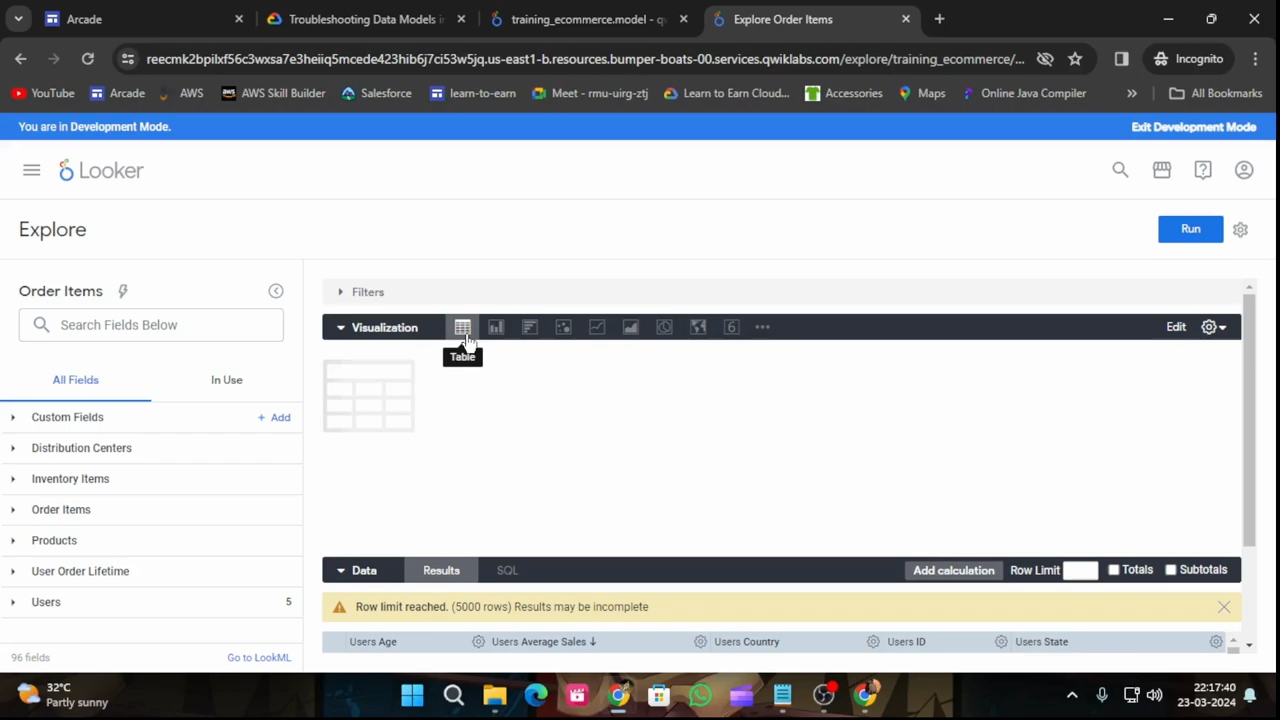 Arcade
Troubleshooting Data Models in
training_ecommerce.model - qw
Explore Order Items
reecmk2bpilxf56c3wxsa7e3heiiq5mcede423hib6j7ci53w5jq.us-east1-b.resources.bumper-boats-00.services.qwiklabs.com/explore/training_ecommerce/...
Incognito
YouTube
Arcade
AWS
AWS Skill Builder
Salesforce
learn-to-earn
Meet - rmu-uirg-ztj
Learn to Earn Cloud...
Accessories
Maps
Online Java Compiler
All Bookmarks
You are in Development Mode.
Exit Development Mode
Looker
Explore
Run
Order Items
Search Fields Below
All Fields
In Use
Custom Fields
+ Add
Distribution Centers
Inventory Items
Order Items
Products
User Order Lifetime
Users
5
96 fields
Go to LookML
Filters
Visualization
6
Edit
Table
Data
Results
SQL
Add calculation
Row Limit
Totals
Subtotals
Row limit reached. (5000 rows) Results may be incomplete
Users Age
Users Average Sales ↓
Users Country
Users ID
Users State
32°C
Partly sunny
22:17:40
23-03-2024